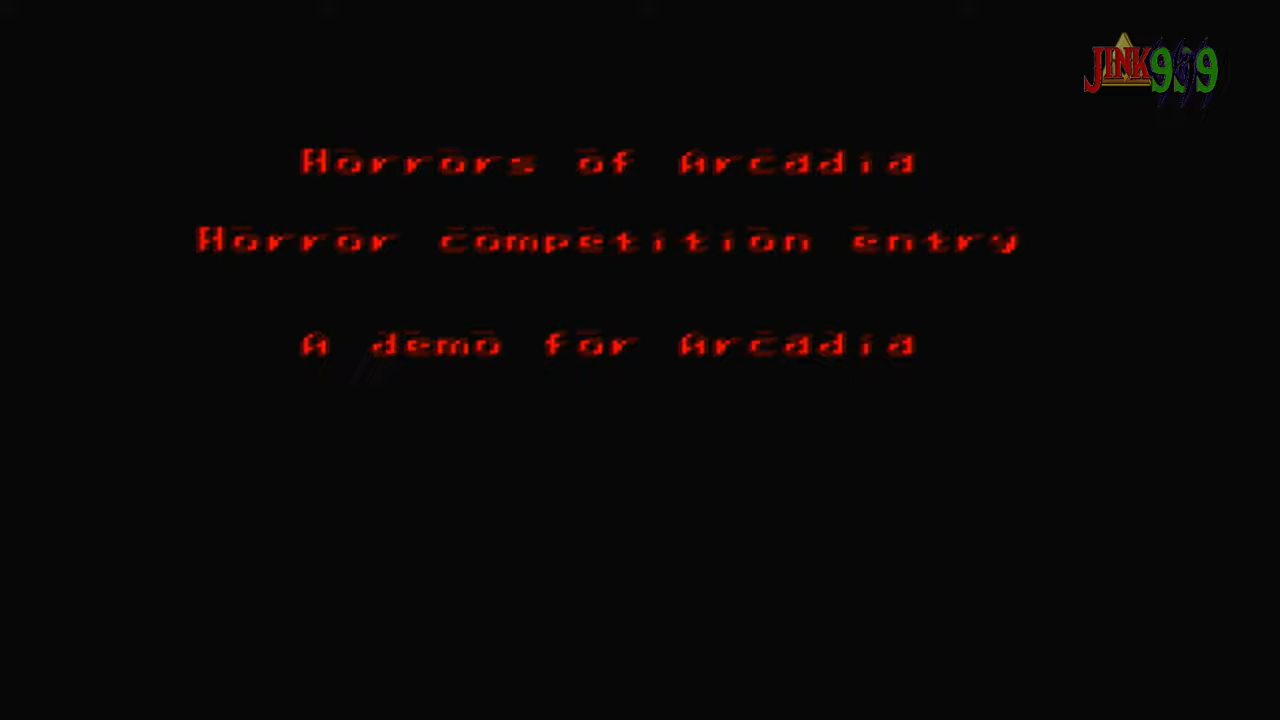 JINK999
Horrors of Arcadia
Horror competition entry
A demo for Arcadia